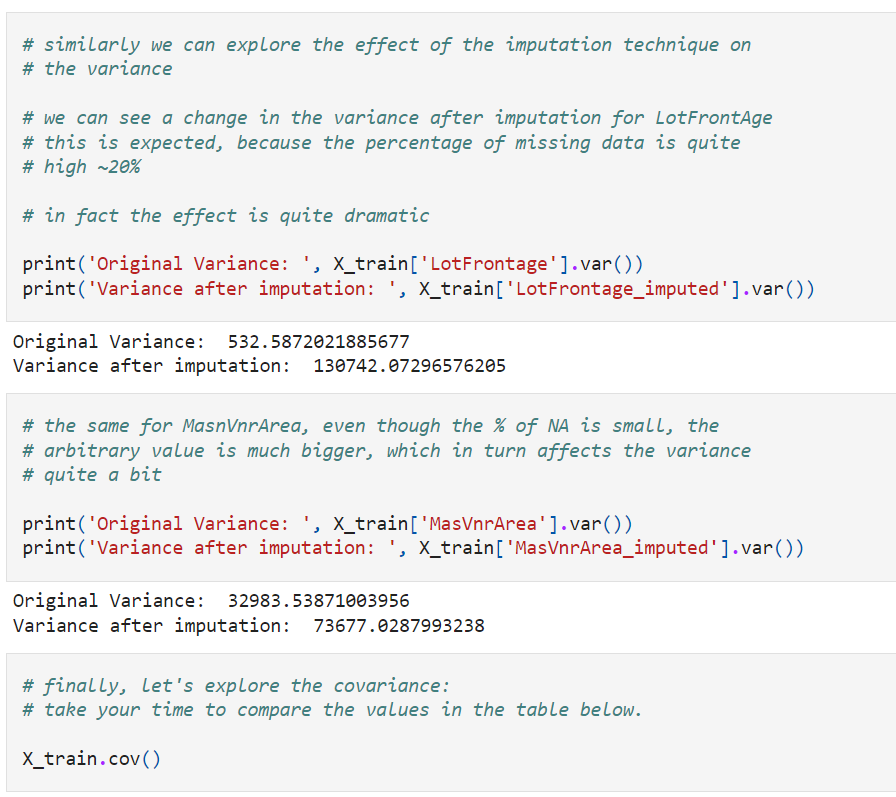 # similarly we can explore the effect of the imputation technique on
# the variance
# we can see a change in the variance after imputation for LotFrontAge
# this is expected, because the percentage of missing data is quite
# high ~20%
# in fact the effect is quite dramatic
print('Original Variance: ', X_train['LotFrontage'].var())
print('Variance after imputation: ', X_train['LotFrontage_imputed'].var())
Original Variance:  532.5872021885677
Variance after imputation:  130742.07296576205
# the same for MasnVnrArea, even though the % of NA is small, the
# arbitrary value is much bigger, which in turn affects the variance
# quite a bit
print('Original Variance: ', X_train['MasVnrArea'].var())
print('Variance after imputation: ', X_train['MasVnrArea_imputed'].var())
Original Variance:  32983.53871003956
Variance after imputation:  73677.0287993238
# finally, let's explore the covariance:
# take your time to compare the values in the table below.
X_train.cov()